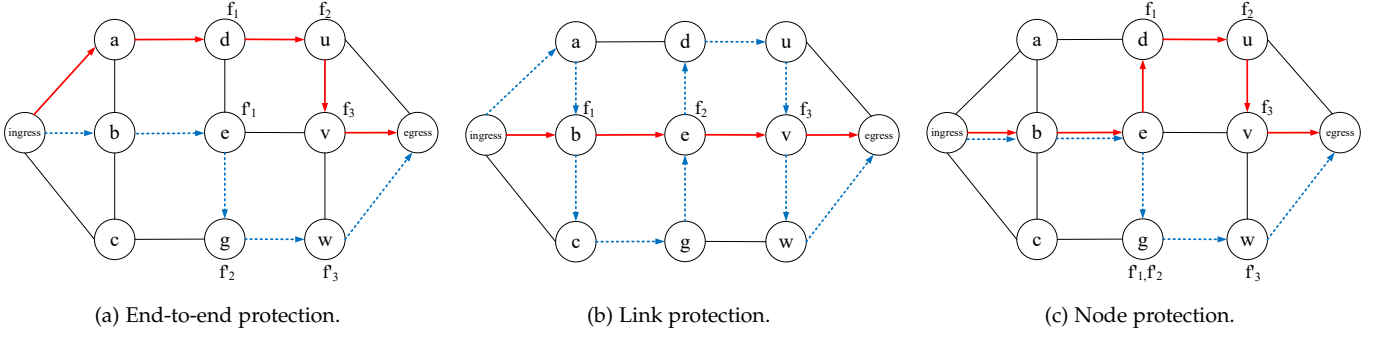 f₁ f₂
a d u
f'₁ f₃
ingress b e v egress
c g w
f'₂ f'₃
(a) End-to-end protection.
a d u
f₁ f₂ f₃
ingress b e v egress
c g w
(b) Link protection.
f₁ f₂
a d u
f₃
ingress b e v egress
c g w
f'₁,f'₂ f'₃
(c) Node protection.